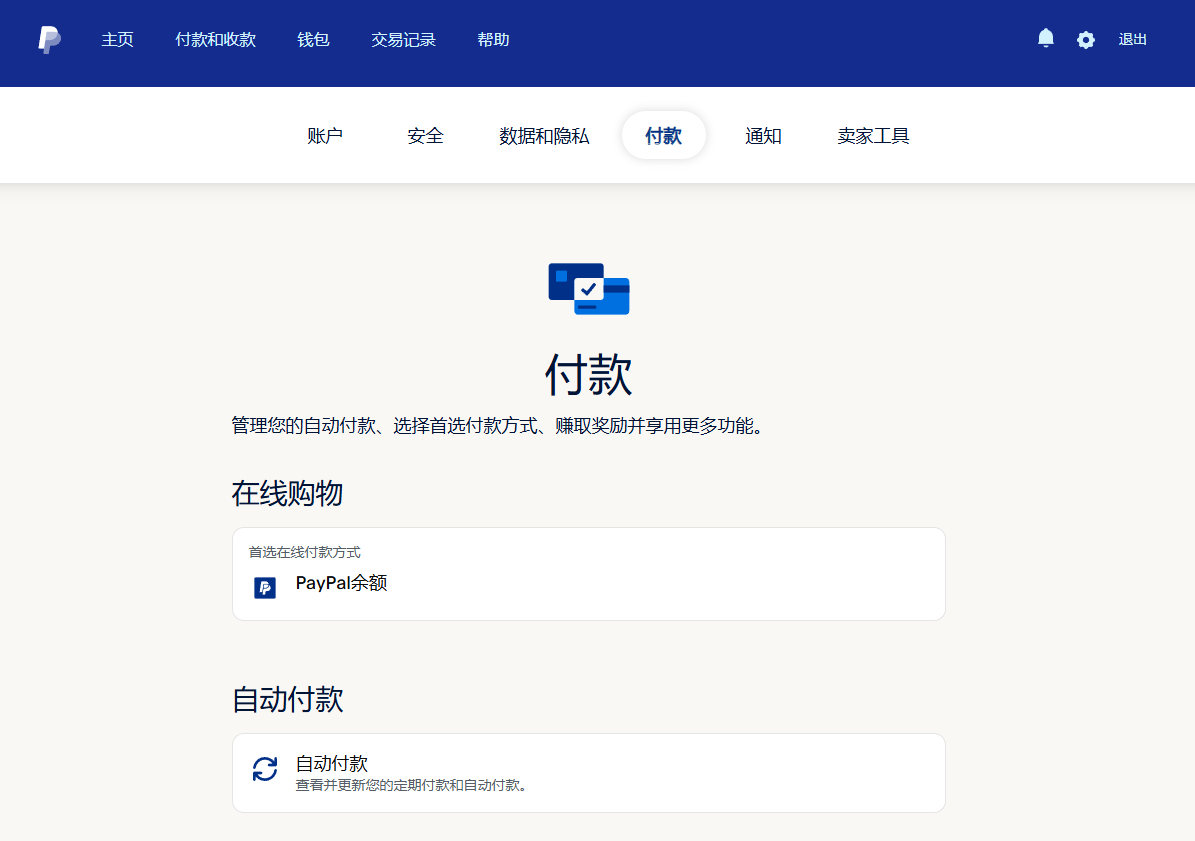 主页 付款和收款 钱包 交易记录 帮助 退出
账户 安全 数据和隐私 付款 通知 卖家工具
付款
管理您的自动付款、选择首选付款方式、赚取奖励并享用更多功能。
在线购物
首选在线付款方式
PayPal余额
自动付款
自动付款
查看并更新您的定期付款和自动付款。